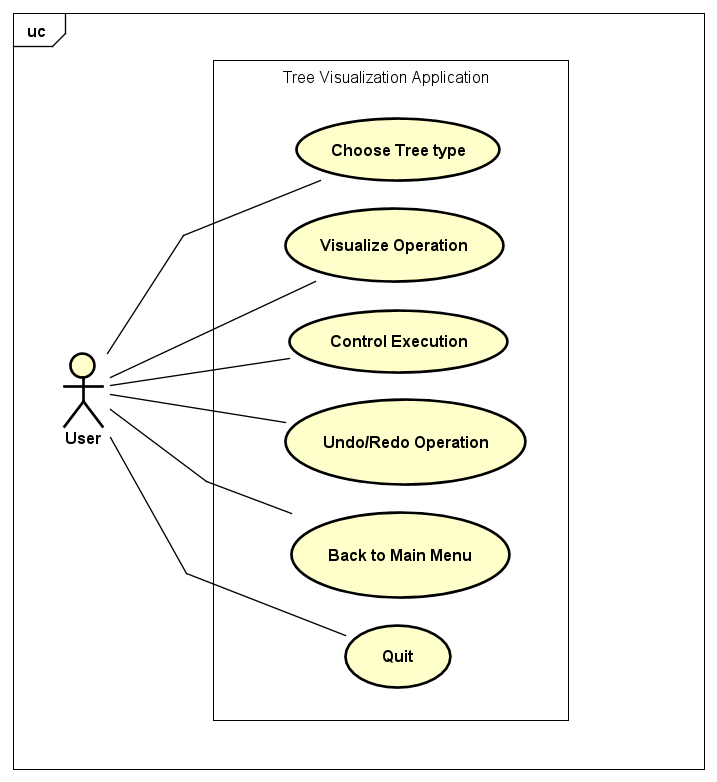 uc
Tree Visualization Application
Choose Tree type
Visualize Operation
Control Execution
Undo/Redo Operation
User
Back to Main Menu
Quit